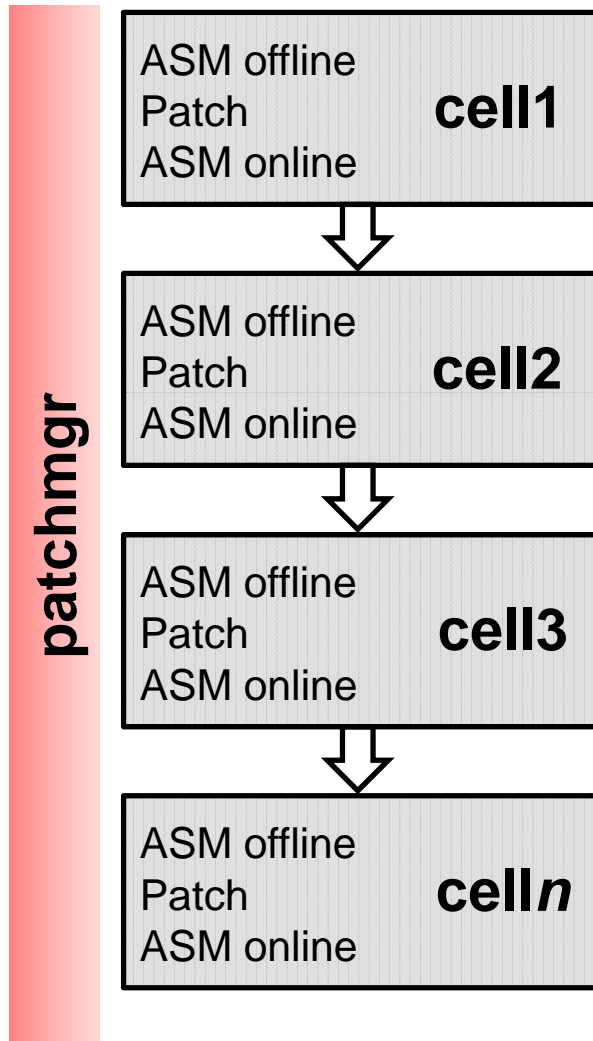 patchmgr
ASM offline
Patch
ASM online
cell1
ASM offline
Patch
ASM online
cell2
ASM offline
Patch
ASM online
cell3
ASM offline
Patch
ASM online
celln